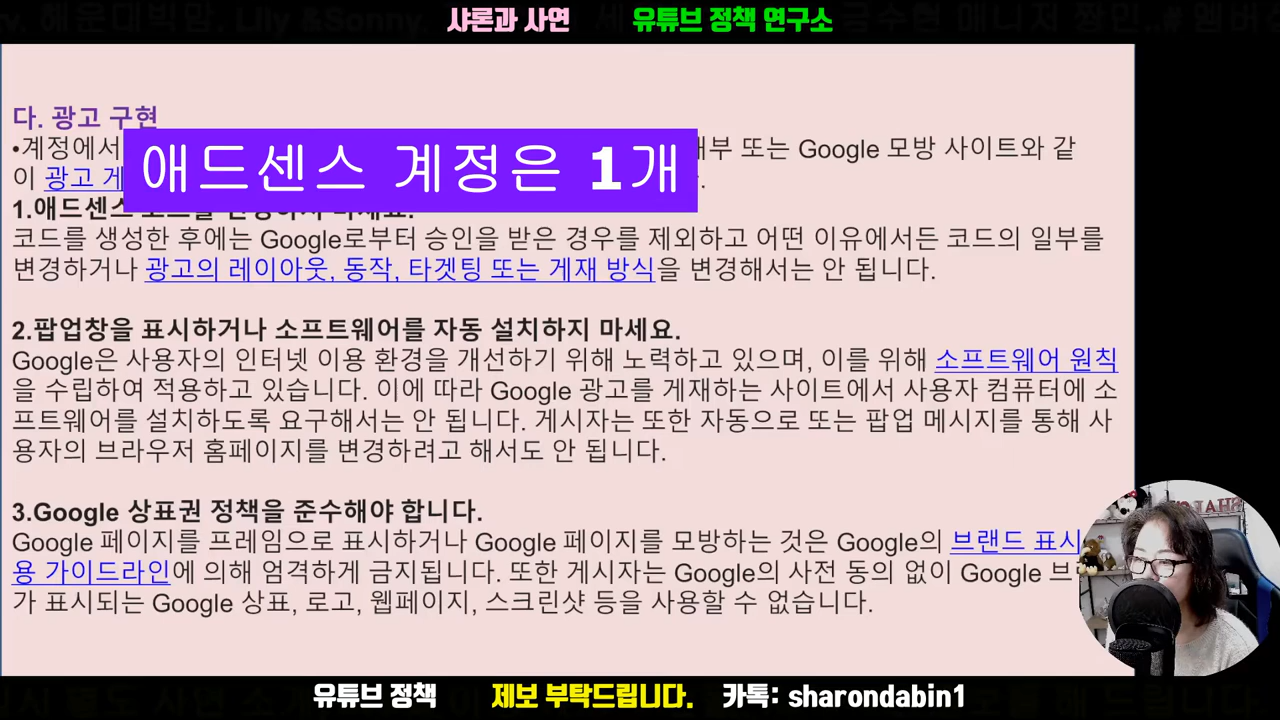 샤론과 사연 유튜브 정책 연구소
다. 광고 구현
•계정에서 내부 또는 Google 모방 사이트와 같
애드센스 계정은 1개
이 광고 게
1.애드센스
코드를 생성한 후에는 Google로부터 승인을 받은 경우를 제외하고 어떤 이유에서든 코드의 일부를
변경하거나 광고의 레이아웃, 동작, 타겟팅 또는 게재 방식을 변경해서는 안 됩니다.
2.팝업창을 표시하거나 소프트웨어를 자동 설치하지 마세요.
Google은 사용자의 인터넷 이용 환경을 개선하기 위해 노력하고 있으며, 이를 위해 소프트웨어 원칙
을 수립하여 적용하고 있습니다. 이에 따라 Google 광고를 게재하는 사이트에서 사용자 컴퓨터에 소
프트웨어를 설치하도록 요구해서는 안 됩니다. 게시자는 또한 자동으로 또는 팝업 메시지를 통해 사
용자의 브라우저 홈페이지를 변경하려고 해서도 안 됩니다.
3.Google 상표권 정책을 준수해야 합니다.
Google 페이지를 프레임으로 표시하거나 Google 페이지를 모방하는 것은 Google의 브랜드 표시
용 가이드라인에 의해 엄격하게 금지됩니다. 또한 게시자는 Google의 사전 동의 없이 Google 브
가 표시되는 Google 상표, 로고, 웹페이지, 스크린샷 등을 사용할 수 없습니다.
유튜브 정책 제보 부탁드립니다. 카톡: sharondabin1